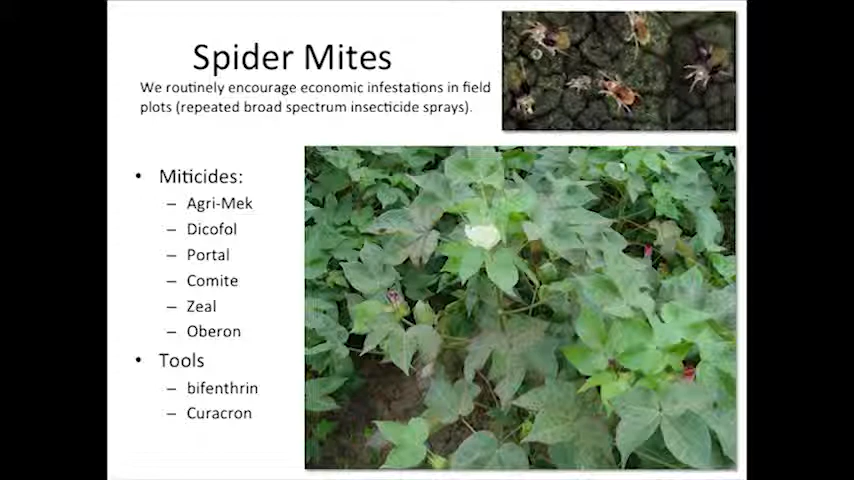 Spider Mites
We routinely encourage economic infestations in field
plots (repeated broad spectrum insecticide sprays).
• Miticides:
– Agri-Mek
– Dicofol
– Portal
– Comite
– Zeal
– Oberon
• Tools
– bifenthrin
– Curacron